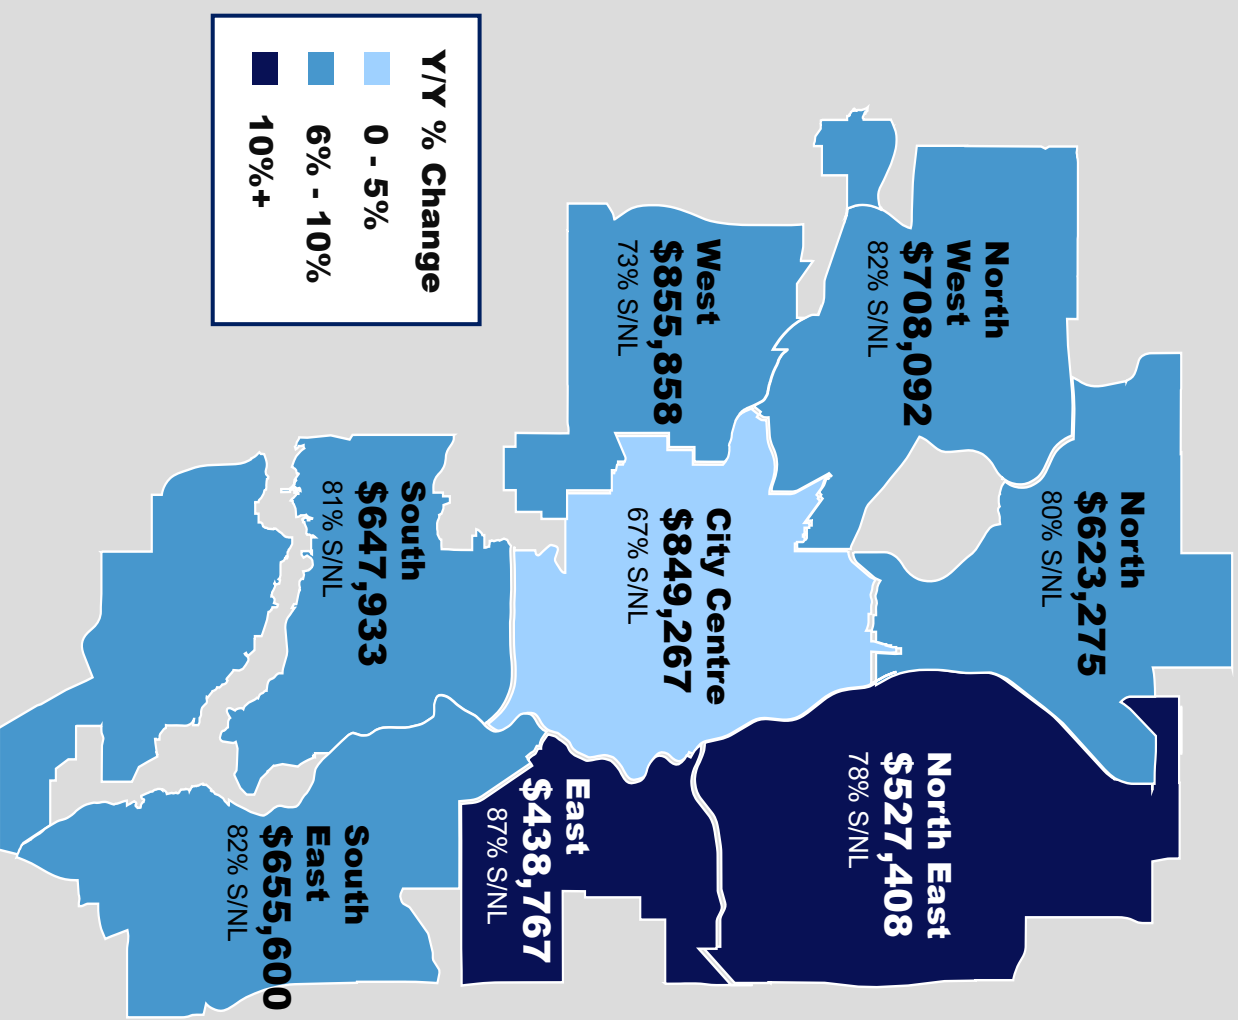 Y/Y % Change
0 - 5%
6% - 10%
10%+
North
West
$708,092
82% S/NL
North
$623,275
80% S/NL
North East
$527,408
78% S/NL
West
$855,858
73% S/NL
City Centre
$849,267
67% S/NL
East
$438,767
87% S/NL
South
$647,933
81% S/NL
South
East
$655,600
82% S/NL